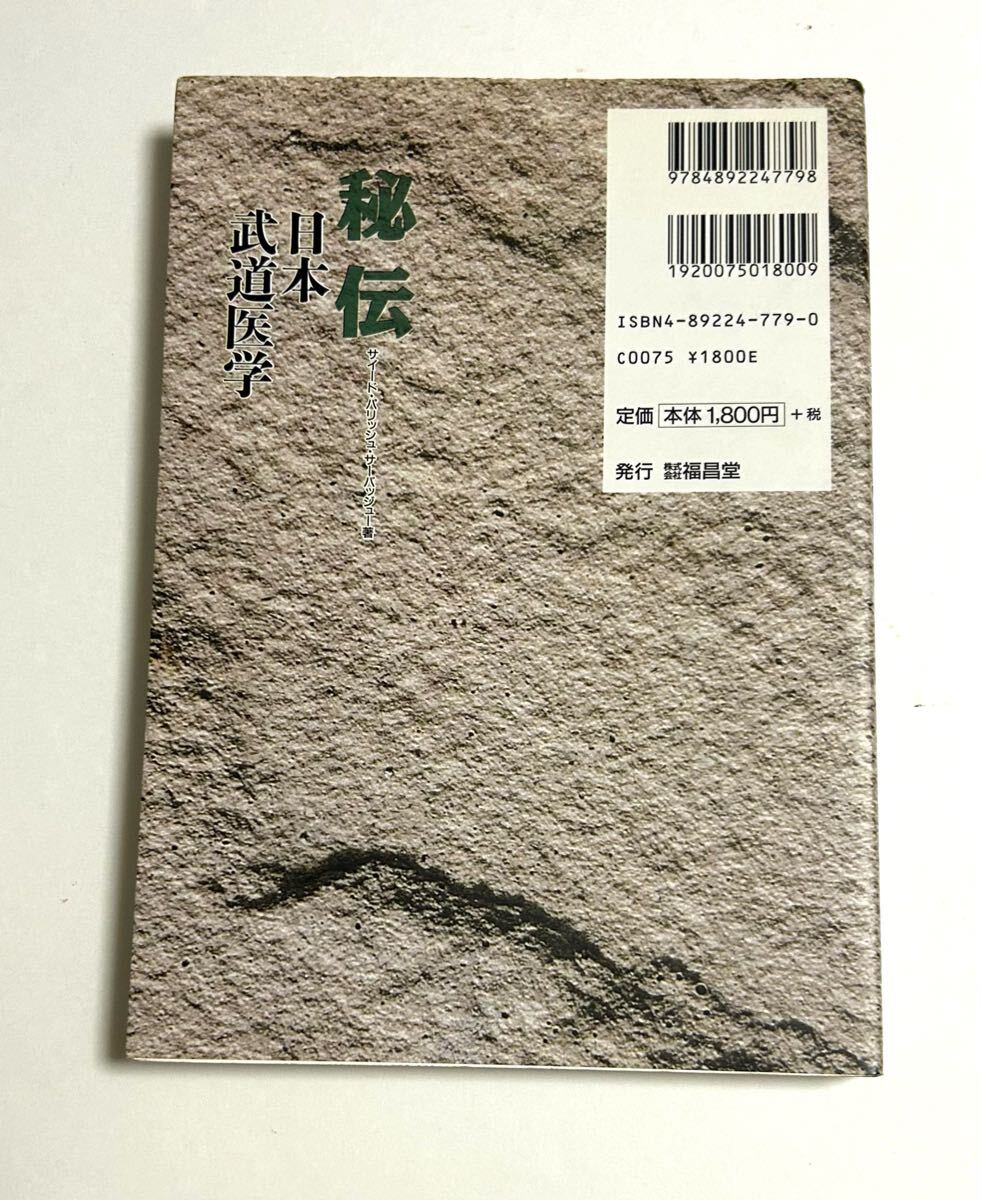 秘伝
日本
武道医学
サイード・パリッシュ・サーバッジュー著
9784892247798
1920075018009
ISBN4-89224-779-0
C0075 ¥1800E
定価 本体1,800円 +税
発行 株式会社福昌堂